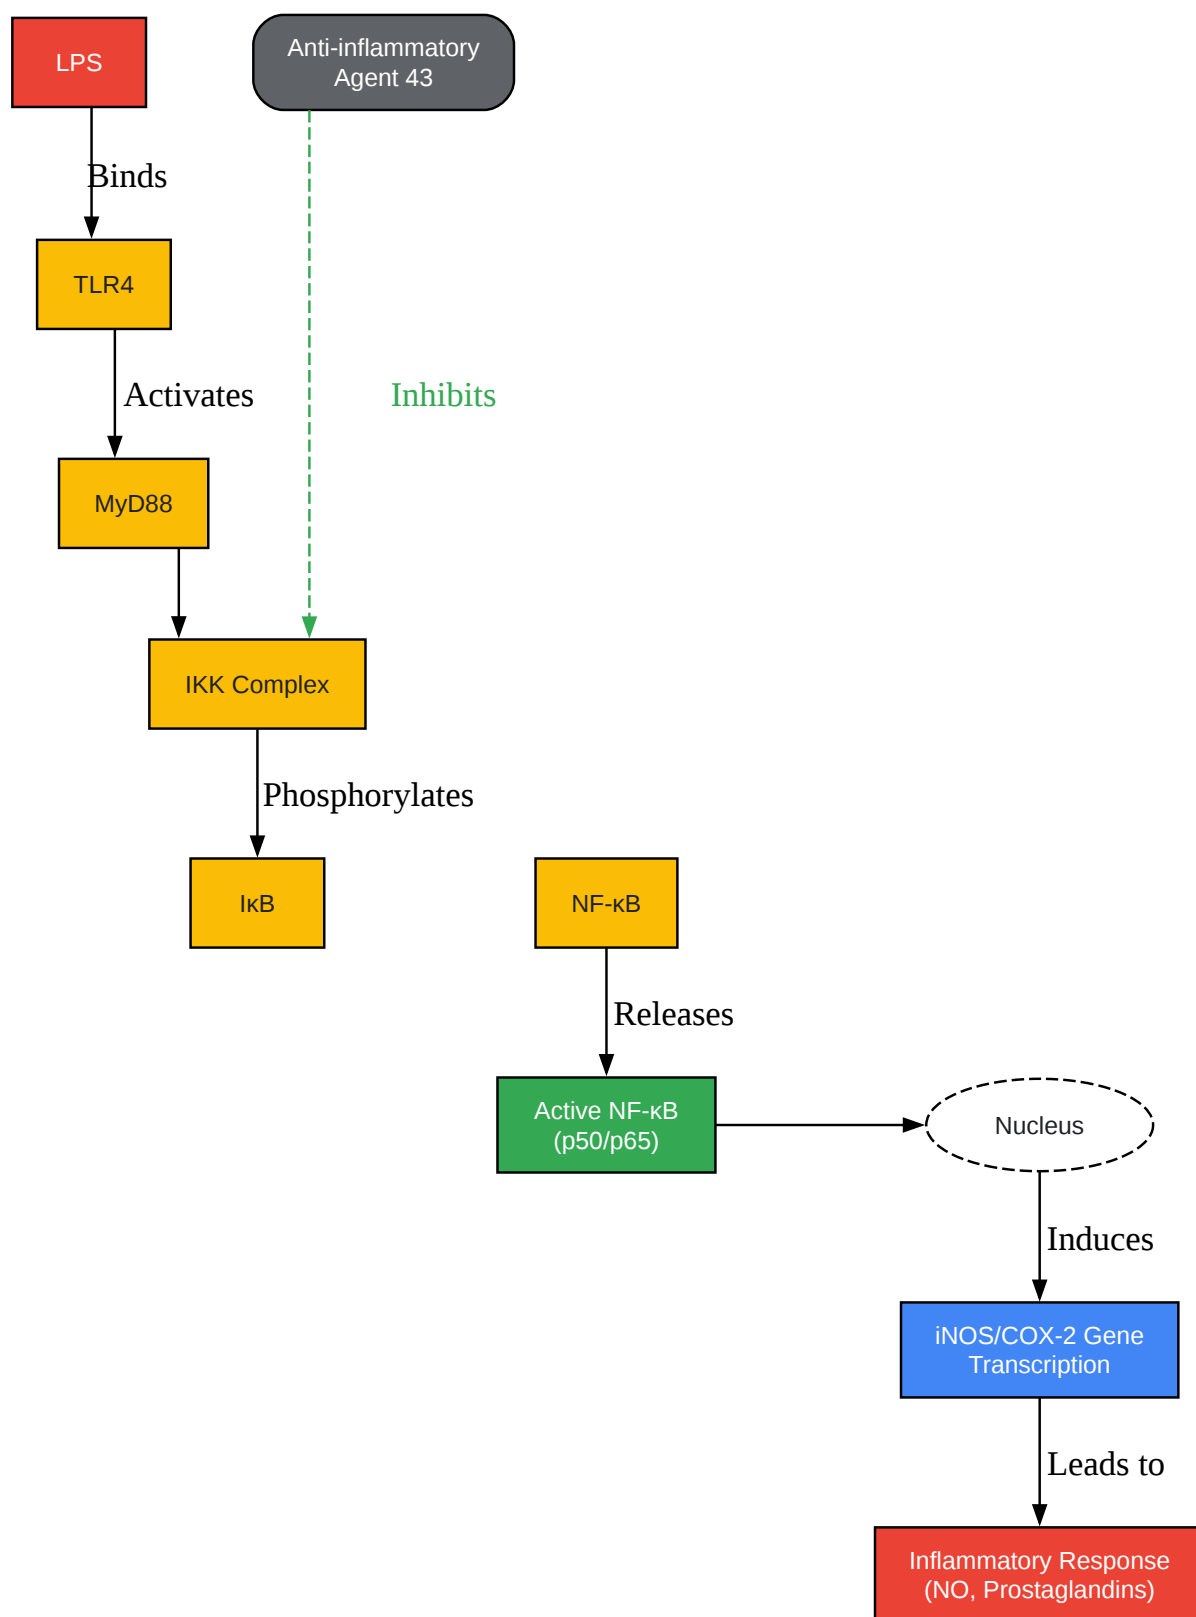 LPS
Anti-inflammatory
Agent 43
Binds
TLR4
Activates
Inhibits
MyD88
IKK Complex
Phosphorylates
IκB
NF-κB
Releases
Active NF-κB
(p50/p65)
Nucleus
Induces
iNOS/COX-2 Gene
Transcription
Leads to
Inflammatory Response
(NO, Prostaglandins)